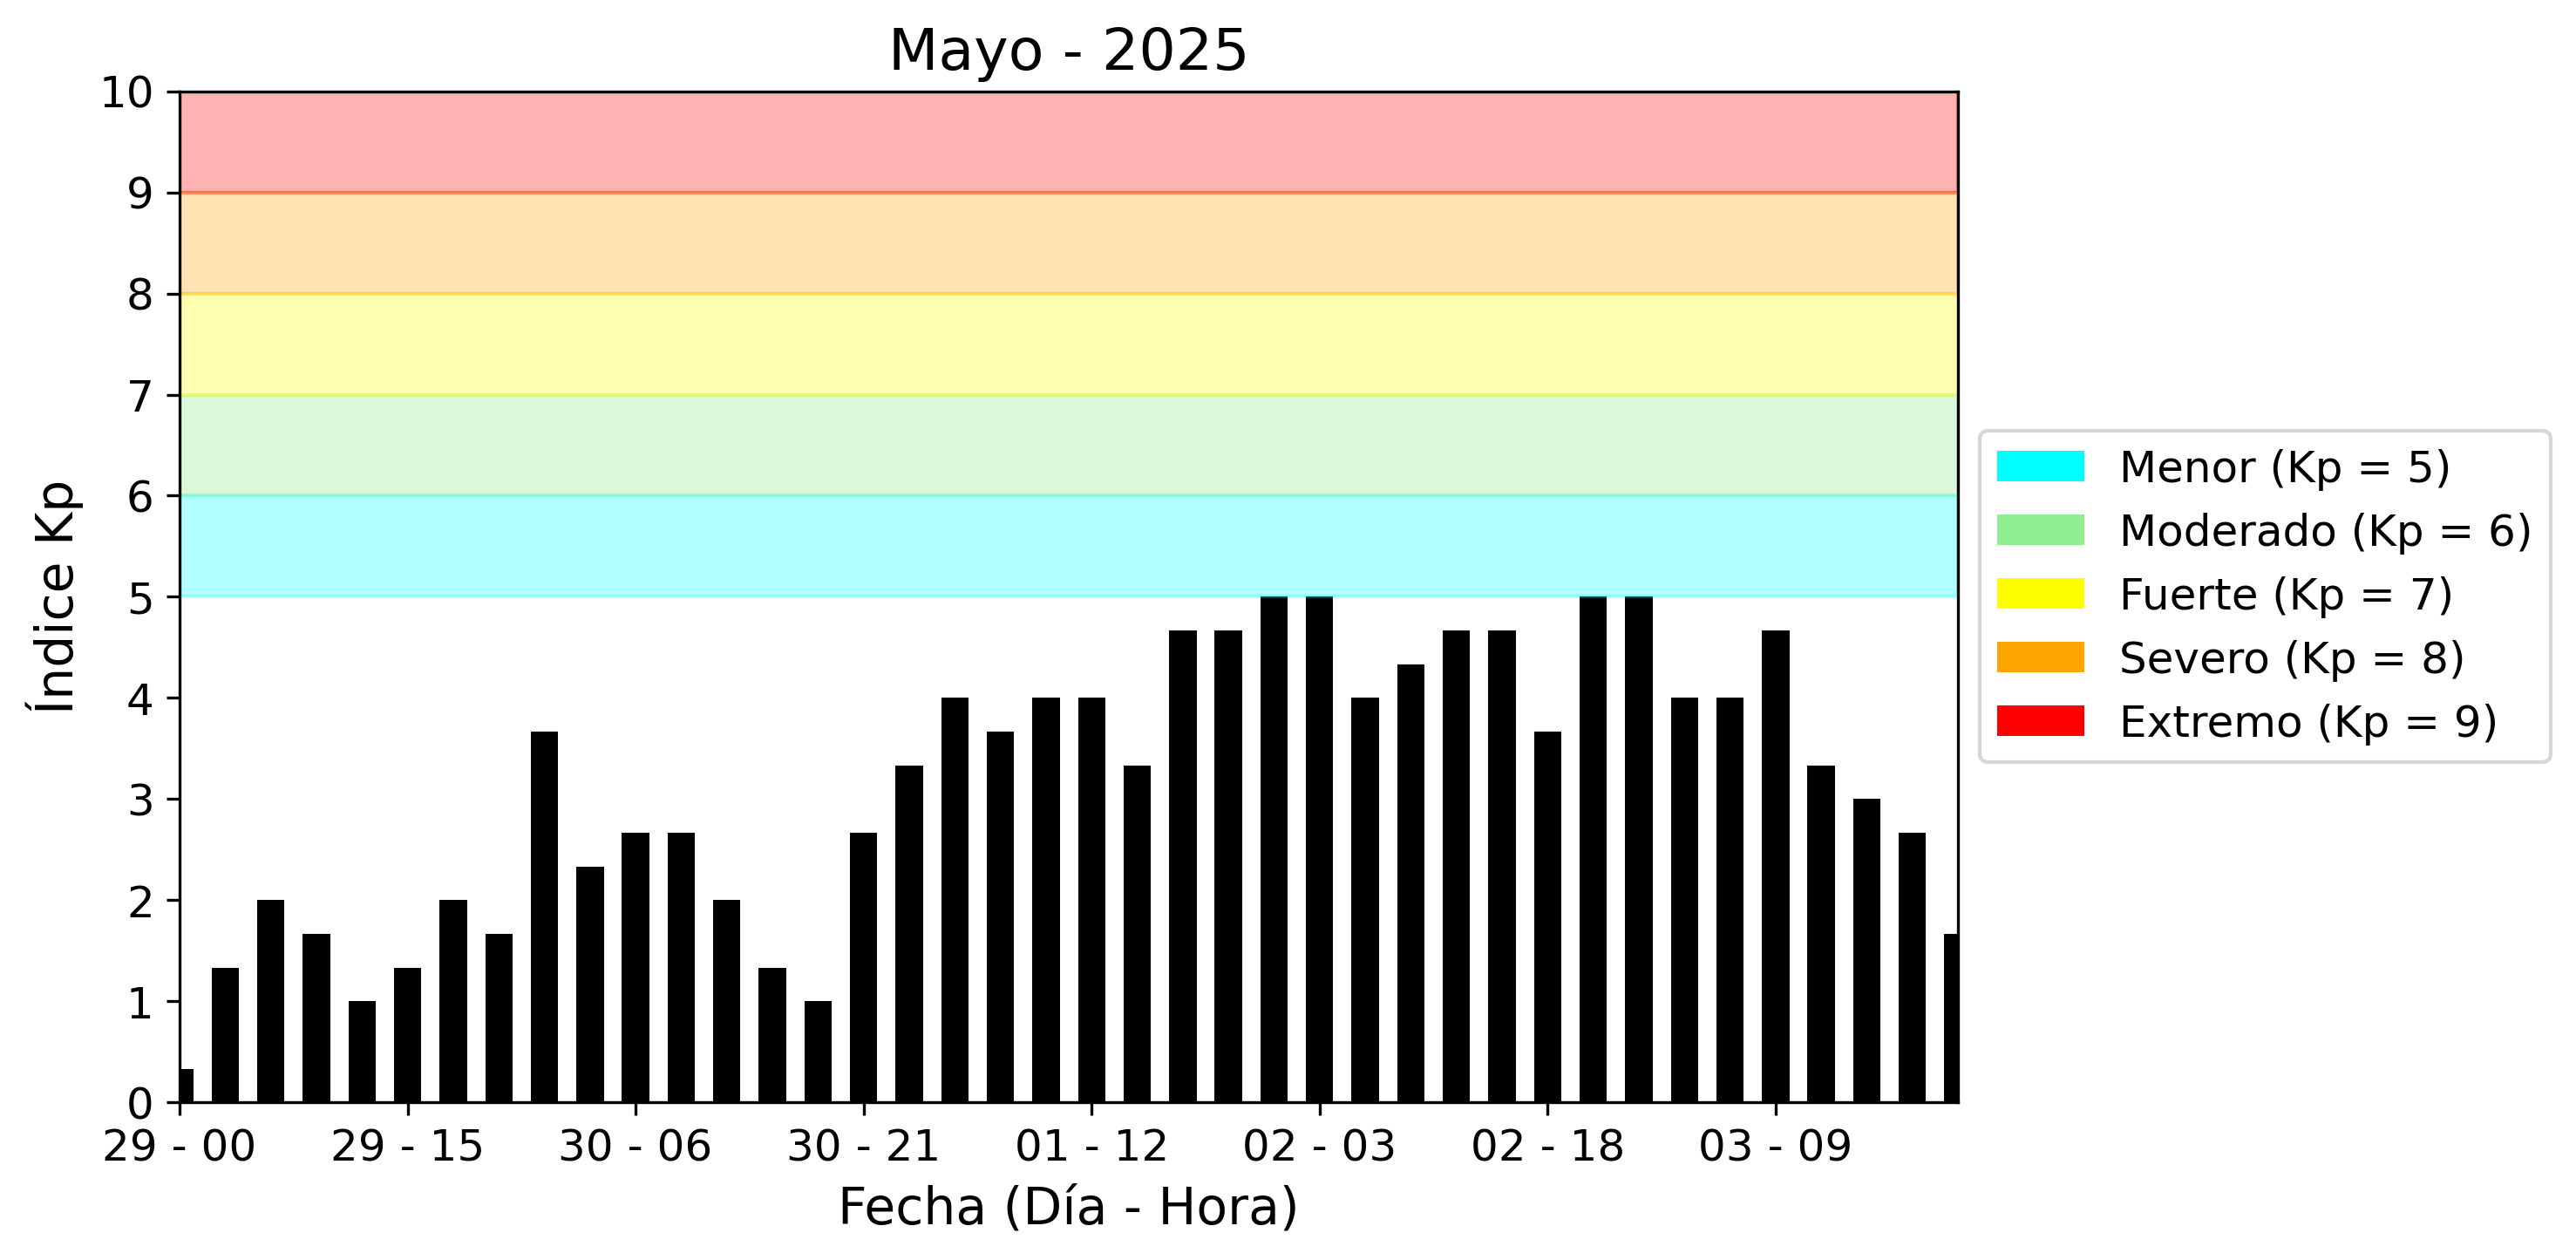 Mayo - 2025
10
9
8
7
6
5
4
3
2
1
0
Índice Kp
29 - 00
29 - 15
30 - 06
30 - 21
01 - 12
02 - 03
02 - 18
03 - 09
Fecha (Día - Hora)
Menor (Kp = 5)
Moderado (Kp = 6)
Fuerte (Kp = 7)
Severo (Kp = 8)
Extremo (Kp = 9)